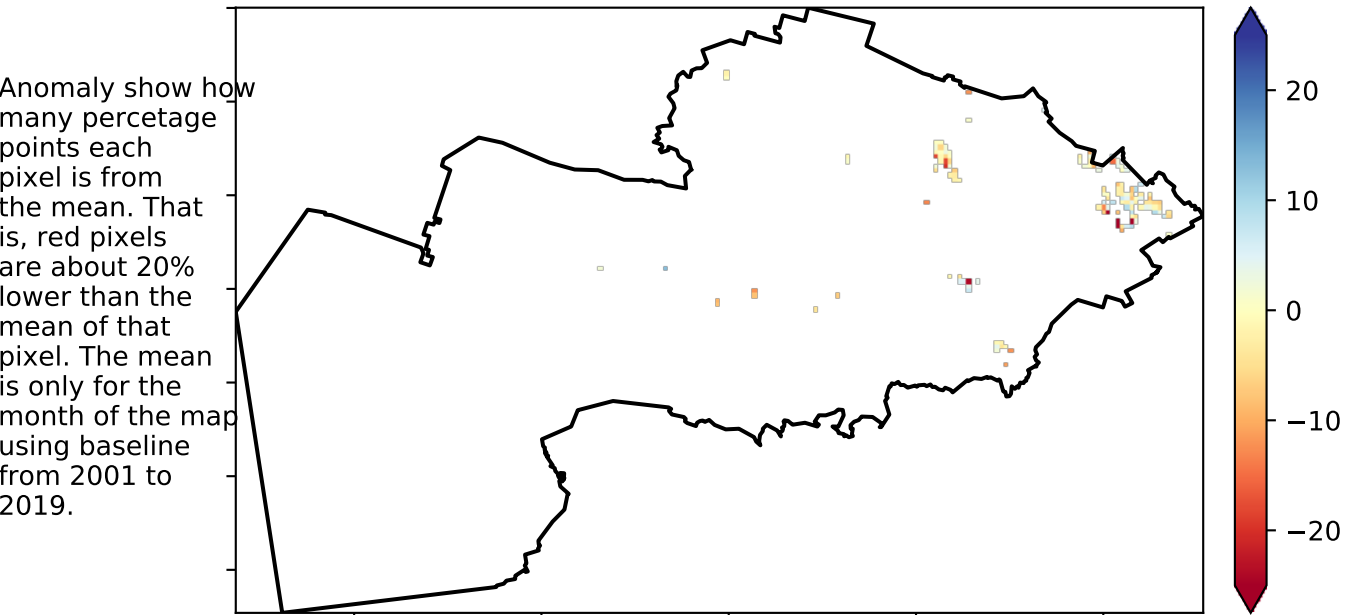 Anomaly show how
many percetage
points each
pixel is from
the mean. That
is, red pixels
are about 20%
lower than the
mean of that
pixel. The mean
is only for the
month of the map
using baseline
from 2001 to
2019.
20
10
0
−10
−20